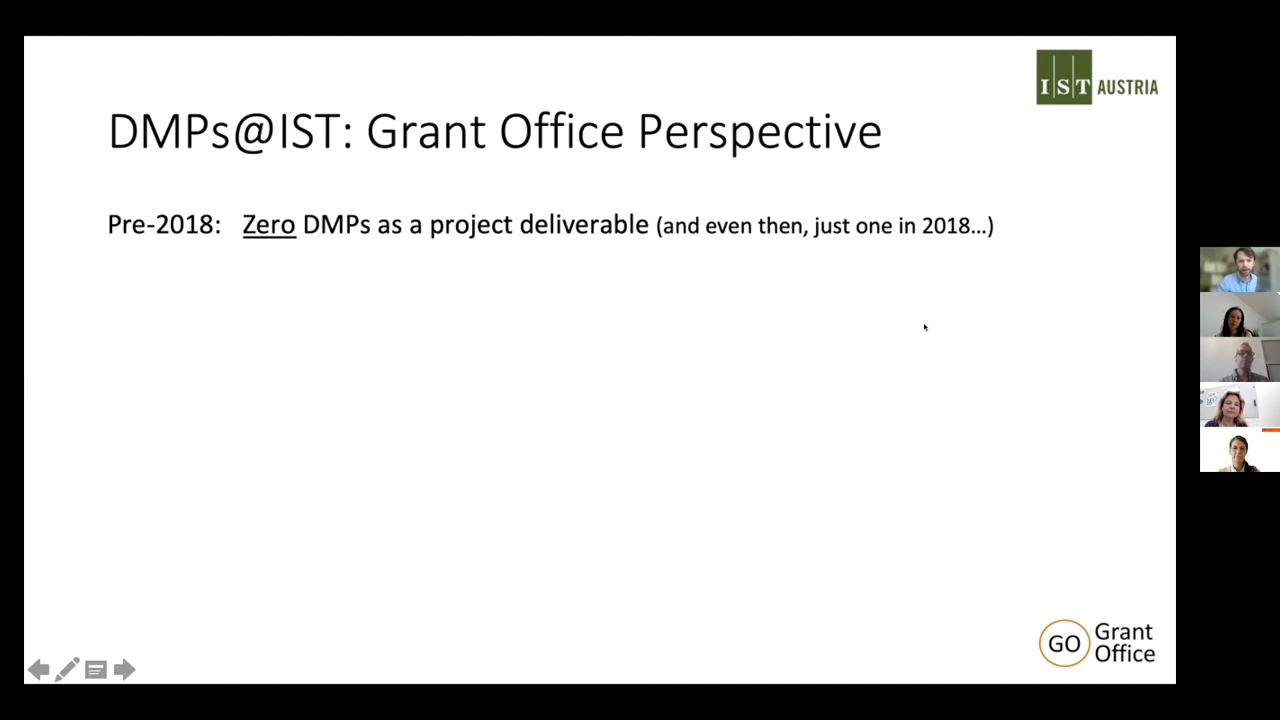 IST AUSTRIA
DMPs@IST: Grant Office Perspective
Pre-2018: Zero DMPs as a project deliverable (and even then, just one in 2018...)
GO Grant
Office